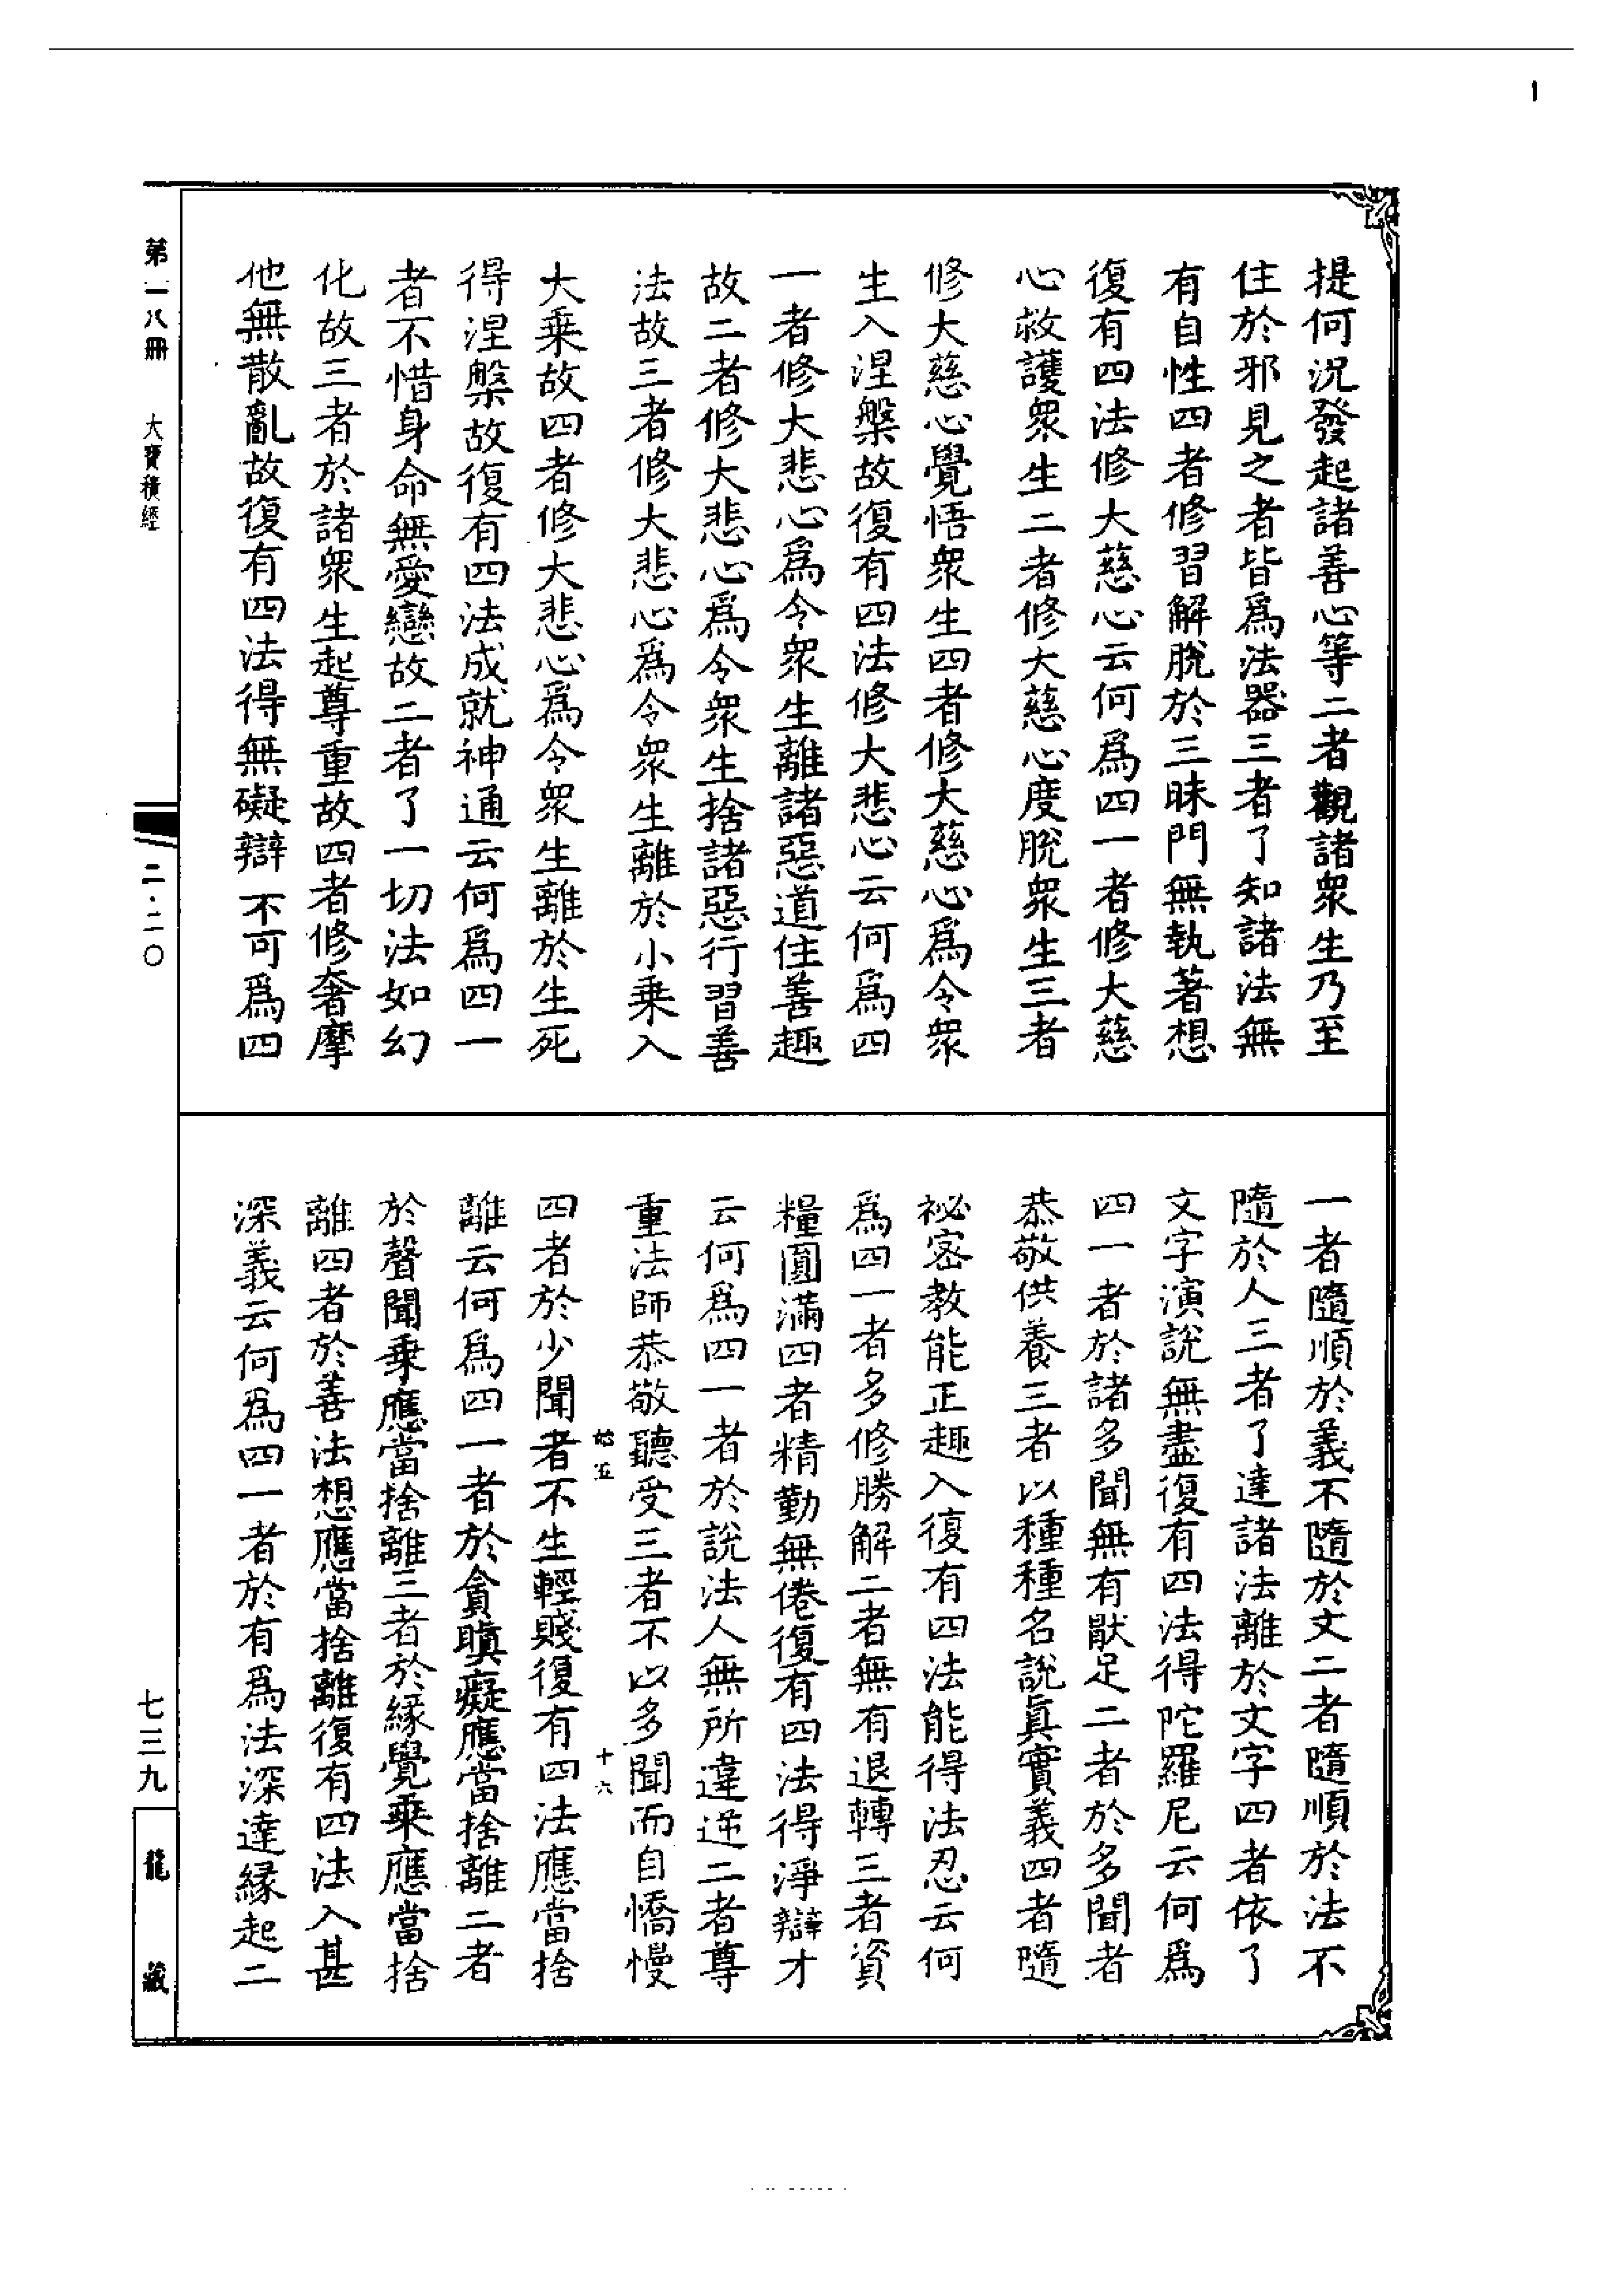 1
提何況發起諸善心等二者觀諸衆生乃至
住於邪見之者皆爲法器三者了知諸法無
有自性四者修習解脫於三昧門無執著想
復有四法修大慈心云何爲四一者修大慈
心救護衆生二者修大慈心度脫衆生三者
修大慈心覺悟衆生四者修大慈心爲令衆
生入涅槃故復有四法修大悲心云何爲四
一者修大悲心爲令衆生離諸惡道住善趣
故二者修大悲心爲令衆生捨諸惡行習善
法故三者修大悲心爲令衆生離於小乘入
大乘故四者修大悲心爲令衆生離於生死
得涅槃故復有四法成就神通云何爲四一
者不惜身命無愛戀故二者了一切法如幻
化故三者於諸衆生起尊重故四者修奢摩
他無散亂故復有四法得無礙辯不可爲四
一者隨順於義不隨於文二者隨順於法不
隨於人三者了達諸法離於文字四者依了
文字演說無盡復有四法得陀羅尼云何爲
四一者於諸多聞無有猒足二者於多聞者
恭敬供養三者以種種名說眞實義四者隨
祕密教能正趣入復有四法能得法忍云何
爲四一者多修勝解二者無有退轉三者資
糧圓滿四者精勤無倦復有四法得淨辯才
云何爲四一者於說法人無所違逆二者尊
重法師恭敬聽受三者不以多聞而自憍慢
四者於少聞者不生輕賤復有四法應當捨
離云何爲四一者於貪瞋癡應當捨離二者
於聲聞乘應當捨離三者於緣覺乘應當捨
離四者於善法想應當捨離復有四法入甚
深義云何爲四一者於有爲法深達緣起二
始五
十六
第一八冊 大寶積經
二·二〇
七三九
龍藏